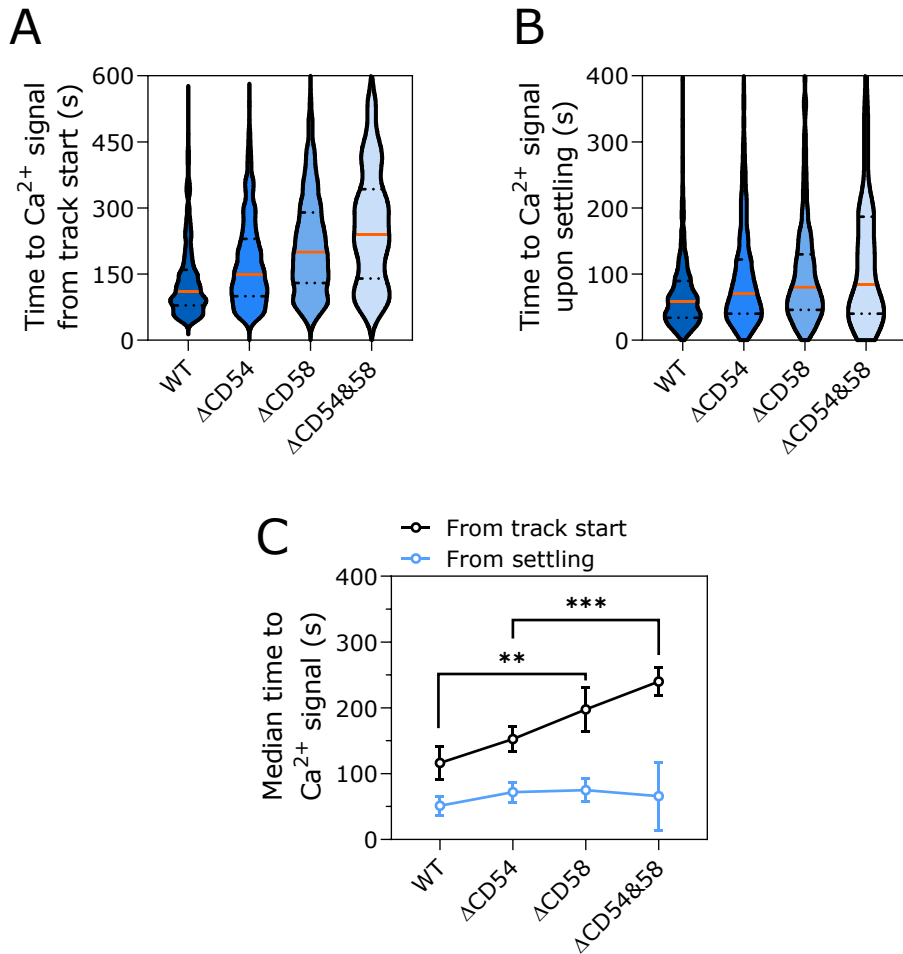 A
Time to Ca²⁺ signal
from track start (s)
600
450
300
150
0
WT
ΔCD54
ΔCD58
ΔCD54&58
B
Time to Ca²⁺ signal
upon settling (s)
400
300
200
100
0
WT
ΔCD54
ΔCD58
ΔCD54&58
C
From track start
From settling
Median time to
Ca²⁺ signal (s)
400
300
200
100
0
***
**
WT
ΔCD54
ΔCD58
ΔCD54&58